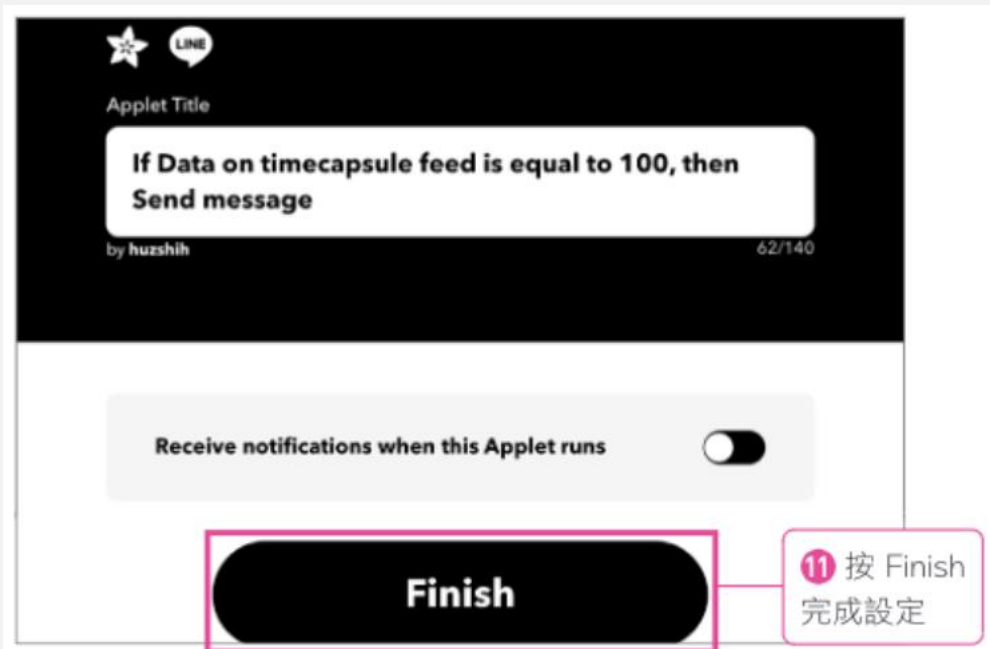 LINE
Applet Title
If Data on timecapsule feed is equal to 100, then
Send message
by huzshih
62/140
Receive notifications when this Applet runs
Finish
11 按 Finish
完成設定